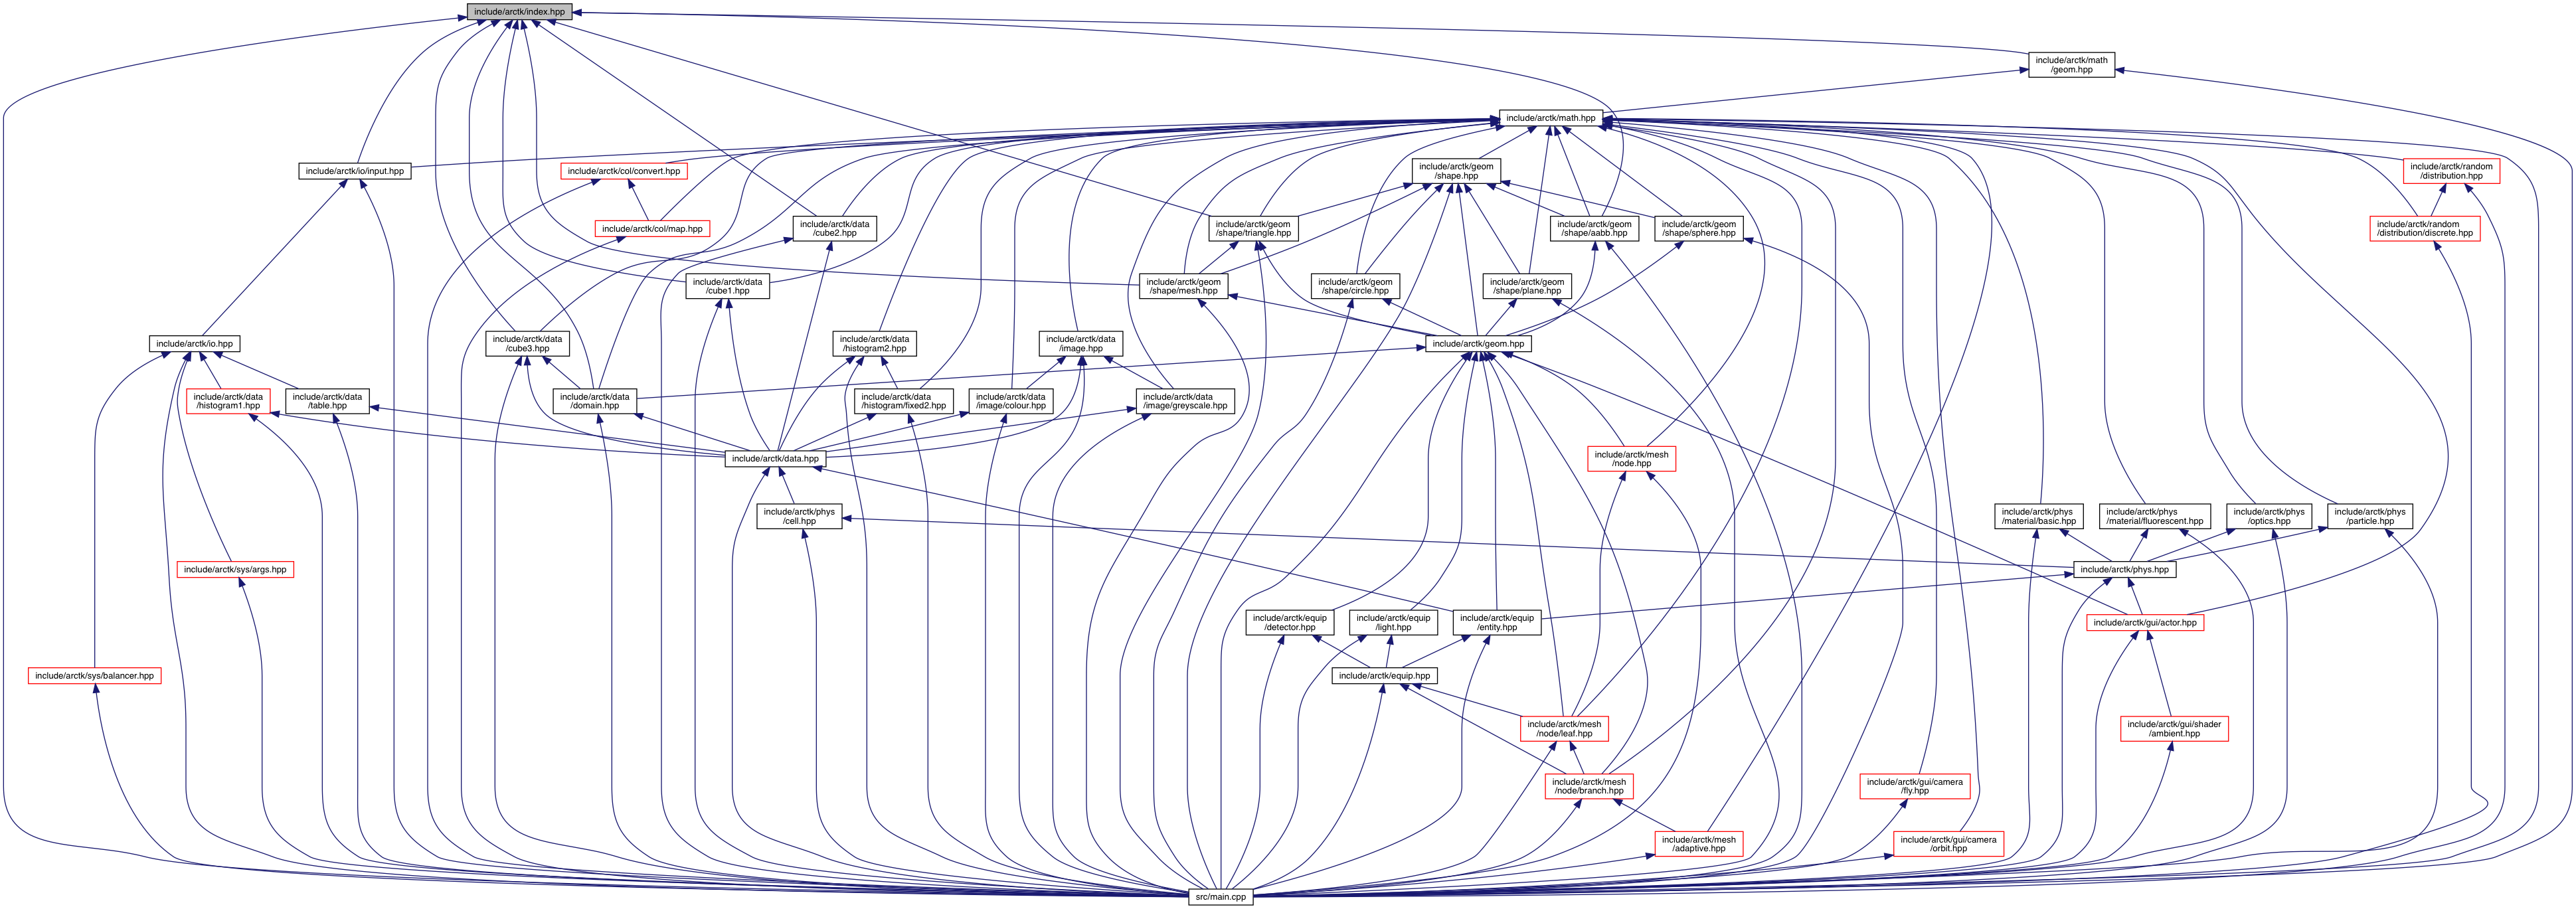 include/arctk/index.hpp
include/arctk/math
/geom.hpp
include/arctk/math.hpp
include/arctk/io/input.hpp
include/arctk/col/convert.hpp
include/arctk/geom
/shape.hpp
include/arctk/random
/distribution.hpp
include/arctk/col/map.hpp
include/arctk/data
/cube2.hpp
include/arctk/geom
/shape/triangle.hpp
include/arctk/geom
/shape/aabb.hpp
include/arctk/geom
/shape/sphere.hpp
include/arctk/random
/distribution/discrete.hpp
include/arctk/data
/cube1.hpp
include/arctk/geom
/shape/mesh.hpp
include/arctk/geom
/shape/circle.hpp
include/arctk/geom
/shape/plane.hpp
include/arctk/io.hpp
include/arctk/data
/cube3.hpp
include/arctk/data
/histogram2.hpp
include/arctk/data
/image.hpp
include/arctk/geom.hpp
include/arctk/data
/histogram1.hpp
include/arctk/data
/table.hpp
include/arctk/data
/domain.hpp
include/arctk/data
/histogram/fixed2.hpp
include/arctk/data
/image/colour.hpp
include/arctk/data
/image/greyscale.hpp
include/arctk/data.hpp
include/arctk/mesh
/node.hpp
include/arctk/phys
/cell.hpp
include/arctk/phys
/material/basic.hpp
include/arctk/phys
/material/fluorescent.hpp
include/arctk/phys
/optics.hpp
include/arctk/phys
/particle.hpp
include/arctk/sys/args.hpp
include/arctk/phys.hpp
include/arctk/equip
/detector.hpp
include/arctk/equip
/light.hpp
include/arctk/equip
/entity.hpp
include/arctk/gui/actor.hpp
include/arctk/sys/balancer.hpp
include/arctk/equip.hpp
include/arctk/mesh
/node/leaf.hpp
include/arctk/gui/shader
/ambient.hpp
include/arctk/mesh
/node/branch.hpp
include/arctk/gui/camera
/fly.hpp
include/arctk/mesh
/adaptive.hpp
include/arctk/gui/camera
/orbit.hpp
src/main.cpp